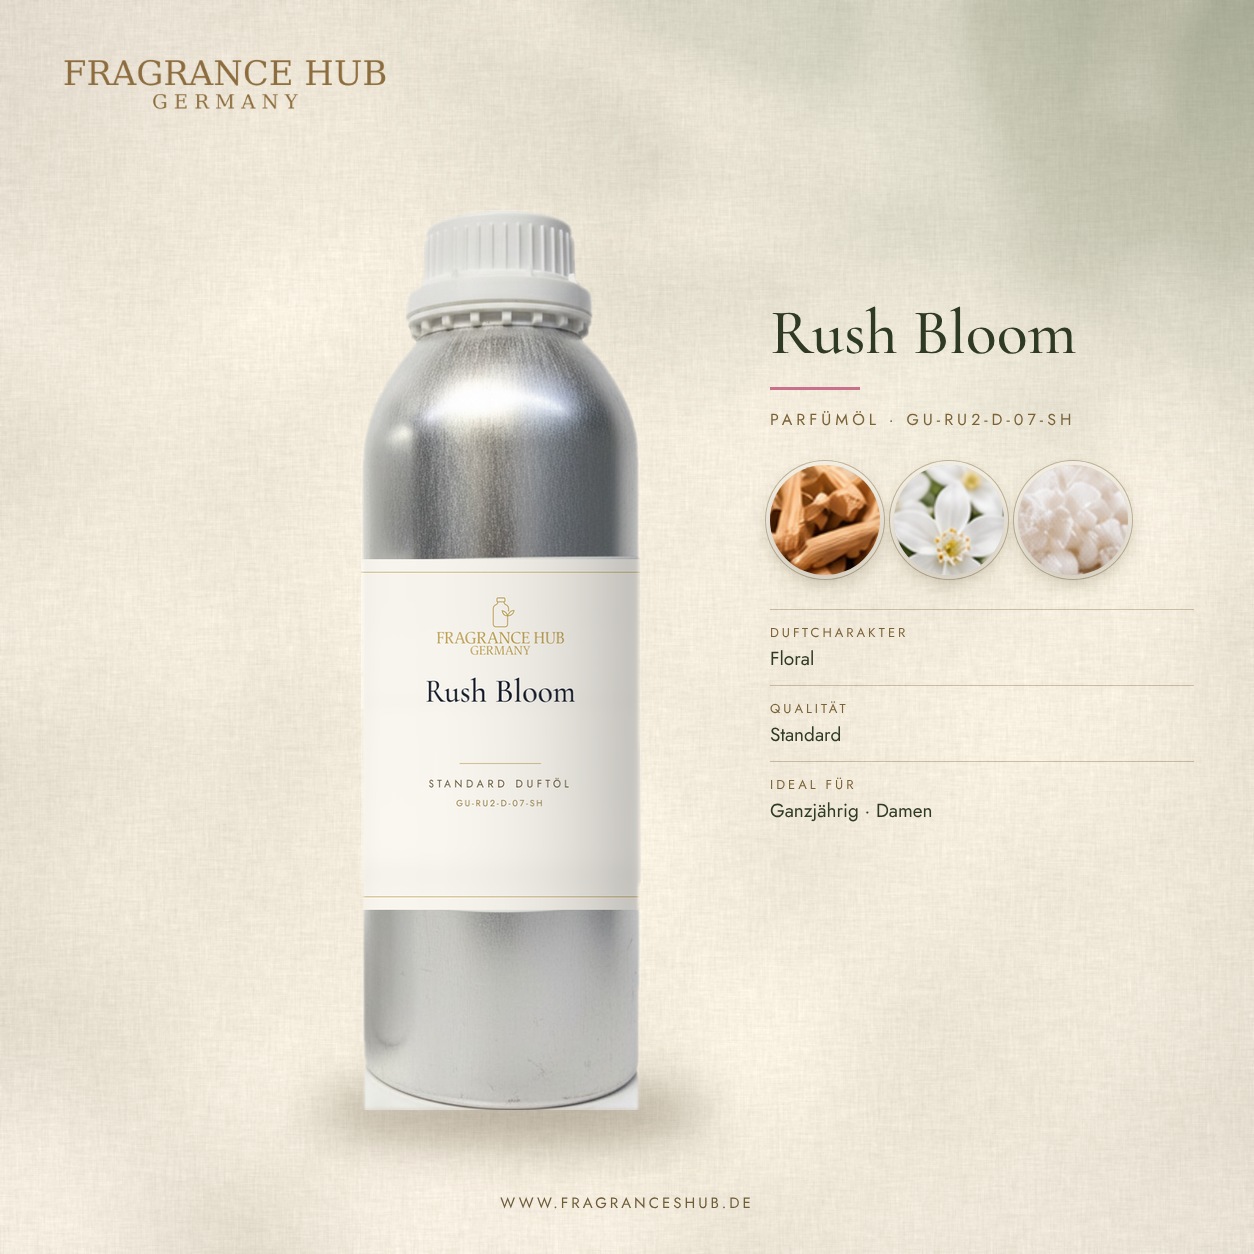 FRAGRANCE HUB
GERMANY
Rush Bloom
PARFÜMÖL · GU-RU2-D-07-SH
DUFTCHARAKTER
Floral
QUALITÄT
Standard
IDEAL FÜR
Ganzjährig · Damen
FRAGRANCE HUB
GERMANY
Rush Bloom
STANDARD DUFTÖL
GU-RU2-D-07-SH
WWW.FRAGRANCESHUB.DE